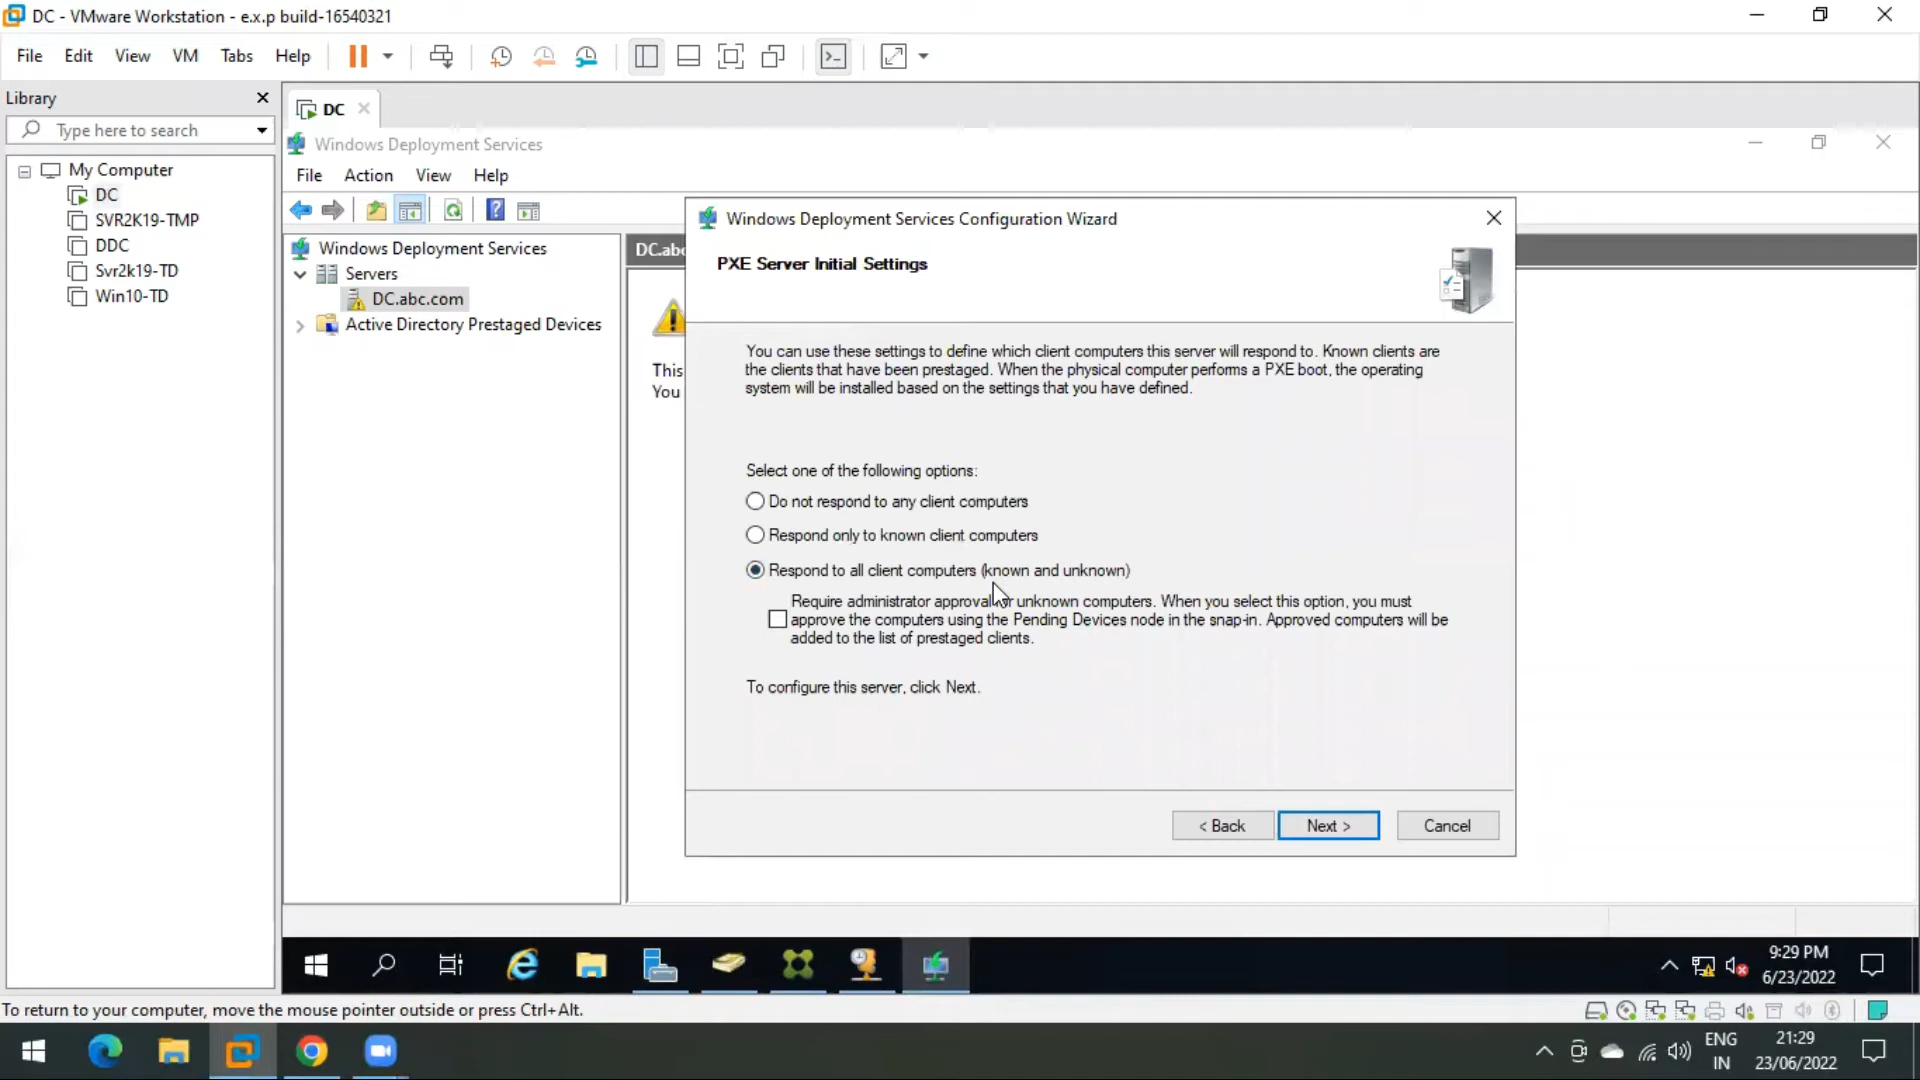 DC - VMware Workstation - e.x.p build-16540321
File Edit View VM Tabs Help
Library
Type here to search
My Computer
DC
SVR2K19-TMP
DDC
Svr2k19-TD
Win10-TD
DC
Windows Deployment Services
File Action View Help
Windows Deployment Services
Servers
DC.abc.com
Active Directory Prestaged Devices
DC.abc
This
You
Windows Deployment Services Configuration Wizard
PXE Server Initial Settings
You can use these settings to define which client computers this server will respond to. Known clients are
the clients that have been prestaged. When the physical computer performs a PXE boot, the operating
system will be installed based on the settings that you have defined.
Select one of the following options:
Do not respond to any client computers
Respond only to known client computers
Respond to all client computers (known and unknown)
Require administrator approval r unknown computers. When you select this option, you must
approve the computers using the Pending Devices node in the snap-in. Approved computers will be
added to the list of prestaged clients.
To configure this server, click Next.
< Back Next > Cancel
9:29 PM
6/23/2022
To return to your computer, move the mouse pointer outside or press Ctrl+Alt.
ENG
IN
21:29
23/06/2022